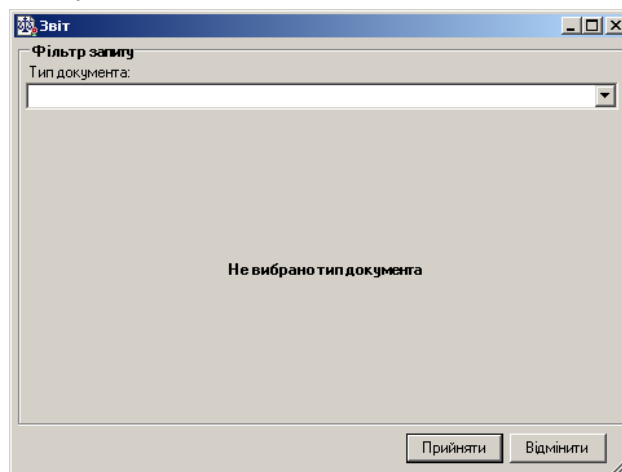 Звіт
Фільтр запиту
Тип документа:
Не вибрано тип документа
Прийняти
Відмінити